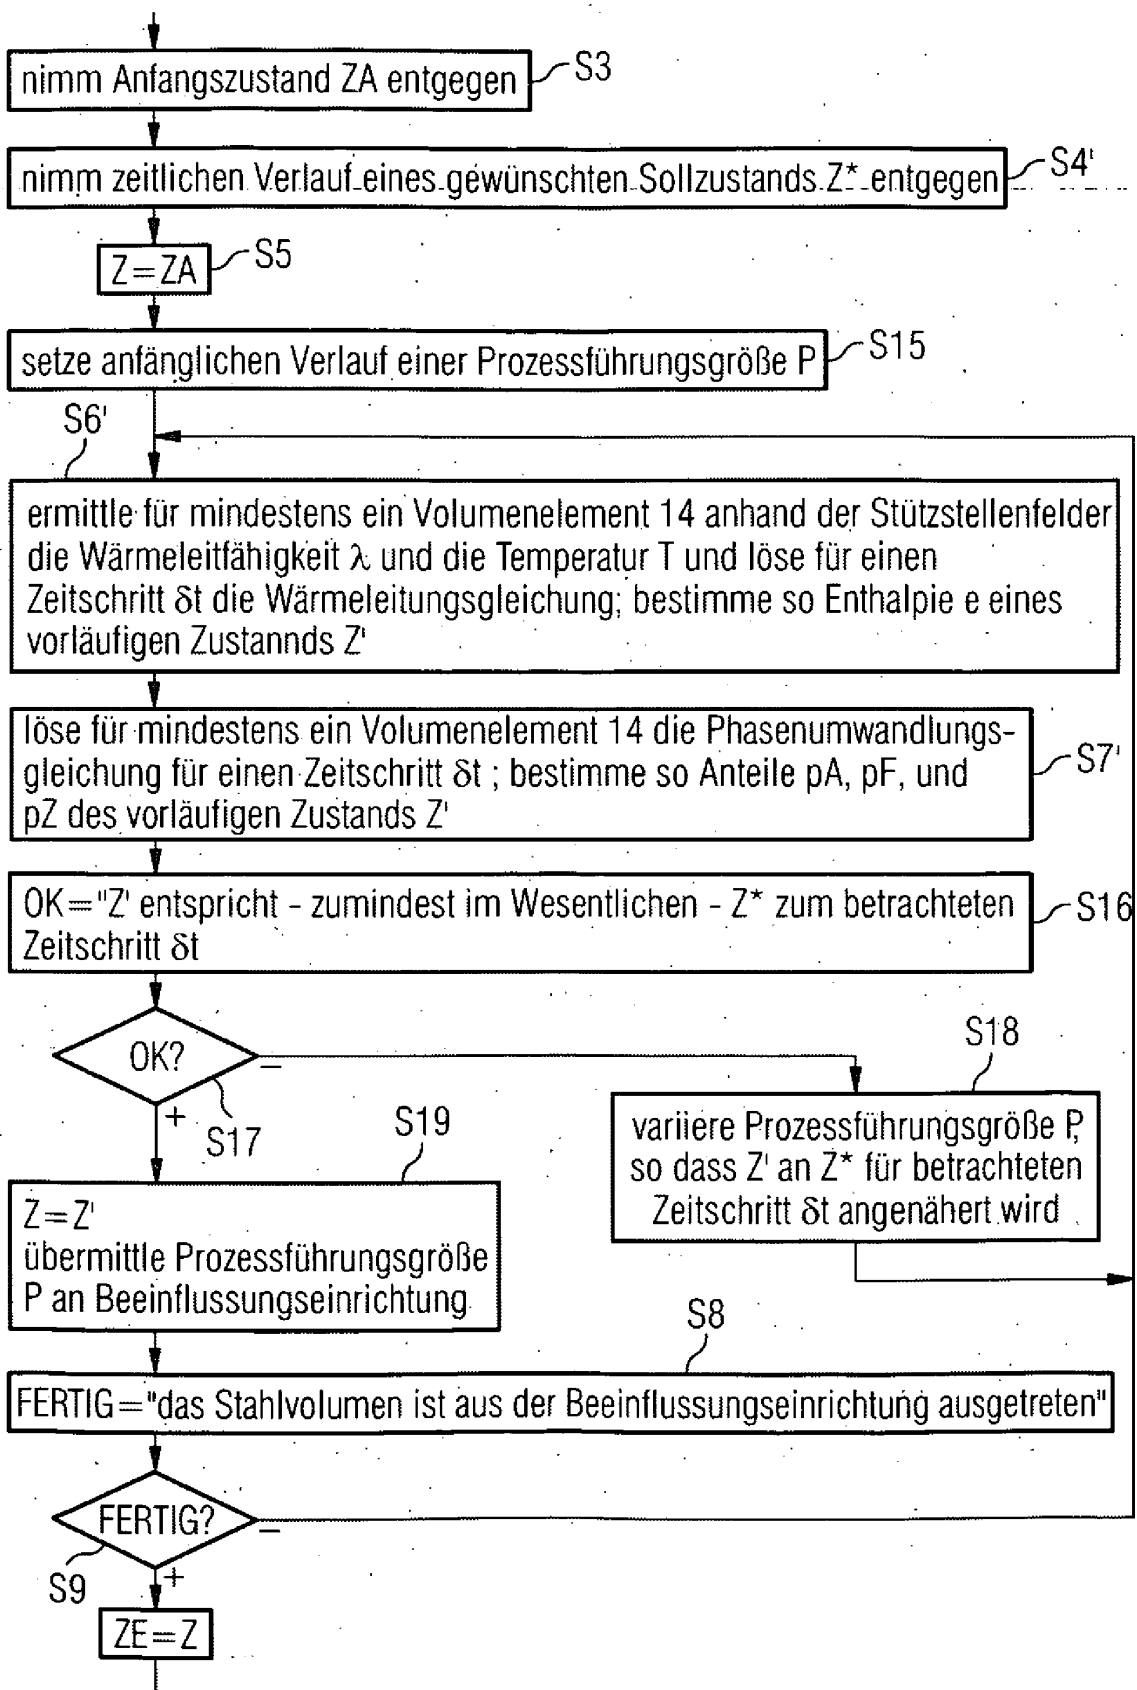 nimm Anfangszustand ZA entgegen
S3
nimm zeitlichen Verlauf eines gewünschten Sollzustands Z* entgegen
S4'
Z=ZA
S5
setze anfänglichen Verlauf einer Prozessführungsgröße P
S15
S6'
ermittle für mindestens ein Volumenelement 14 anhand der Stützstellenfelder
die Wärmeleitfähigkeit λ und die Temperatur T und löse für einen
Zeitschritt δt die Wärmeleitungsgleichung; bestimme so Enthalpie e eines
vorläufigen Zustannds Z'
löse für mindestens ein Volumenelement 14 die Phasenumwandlungs-
gleichung für einen Zeitschritt δt ; bestimme so Anteile pA, pF, und
pZ des vorläufigen Zustands Z'
S7'
OK="Z' entspricht - zumindest im Wesentlichen - Z* zum betrachteten
Zeitschritt δt
S16
OK?
−
+
S17
S18
variiere Prozessführungsgröße P,
so dass Z' an Z* für betrachteten
Zeitschritt δt angenähert wird
S19
Z=Z'
übermittle Prozessführungsgröße
P an Beeinflussungseinrichtung
S8
FERTIG="das Stahlvolumen ist aus der Beeinflussungseinrichtung ausgetreten"
FERTIG?
−
+
S9
ZE=Z